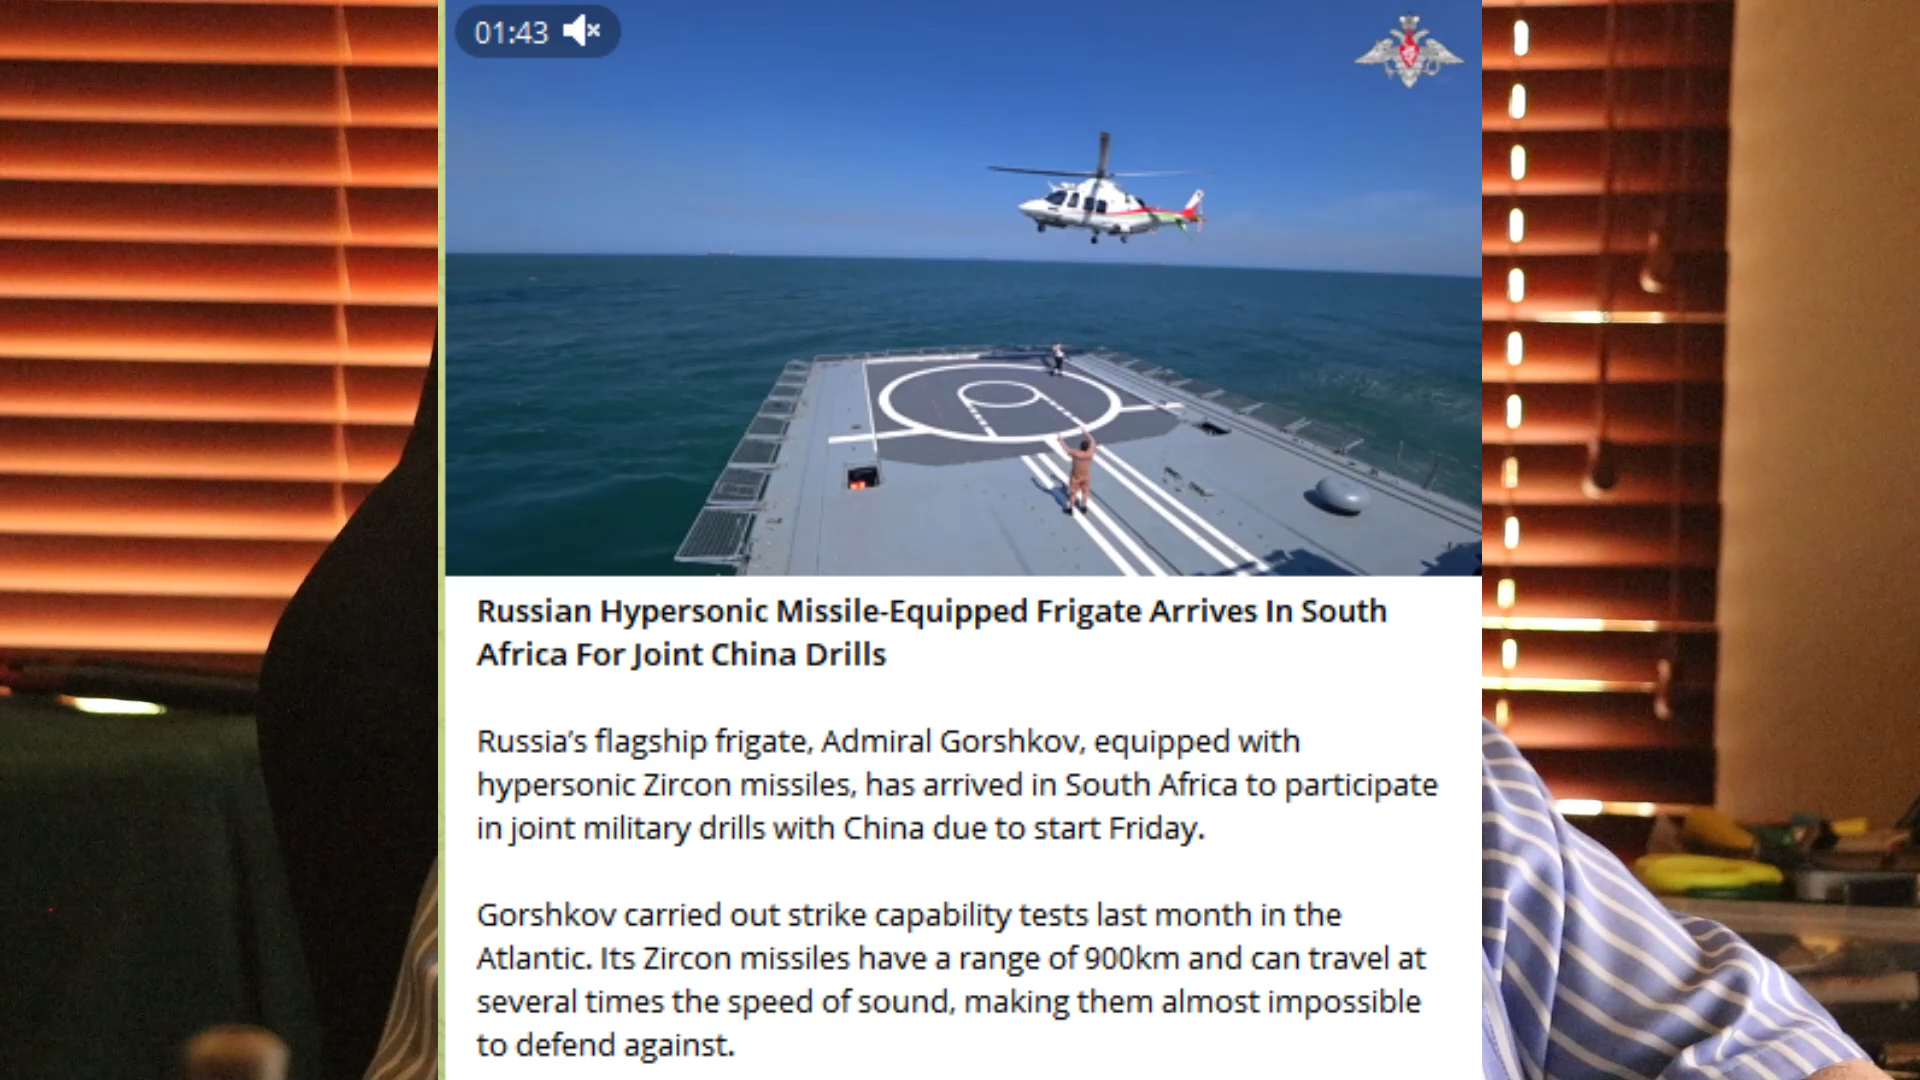 01:43
Russian Hypersonic Missile-Equipped Frigate Arrives In South
Africa For Joint China Drills
Russia’s flagship frigate, Admiral Gorshkov, equipped with
hypersonic Zircon missiles, has arrived in South Africa to participate
in joint military drills with China due to start Friday.
Gorshkov carried out strike capability tests last month in the
Atlantic. Its Zircon missiles have a range of 900km and can travel at
several times the speed of sound, making them almost impossible
to defend against.